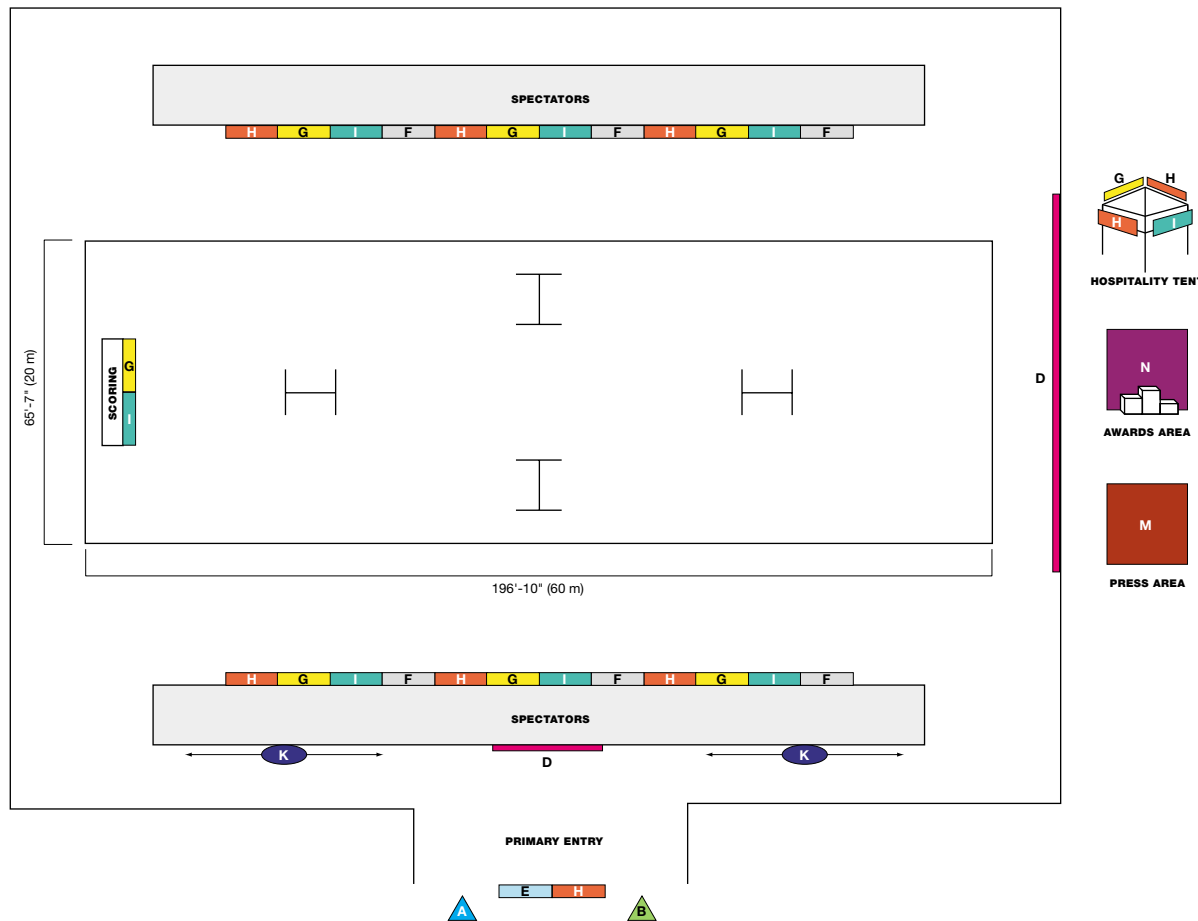 SPECTATORS
H G I F H G I F H G I F
G H
H I
HOSPITALITY TENT
65'-7" (20 m)
SCORING
G
I
D
N
AWARDS AREA
M
PRESS AREA
196'-10" (60 m)
H G I F H G I F H G I F
SPECTATORS
K K
D
PRIMARY ENTRY
E H
A B